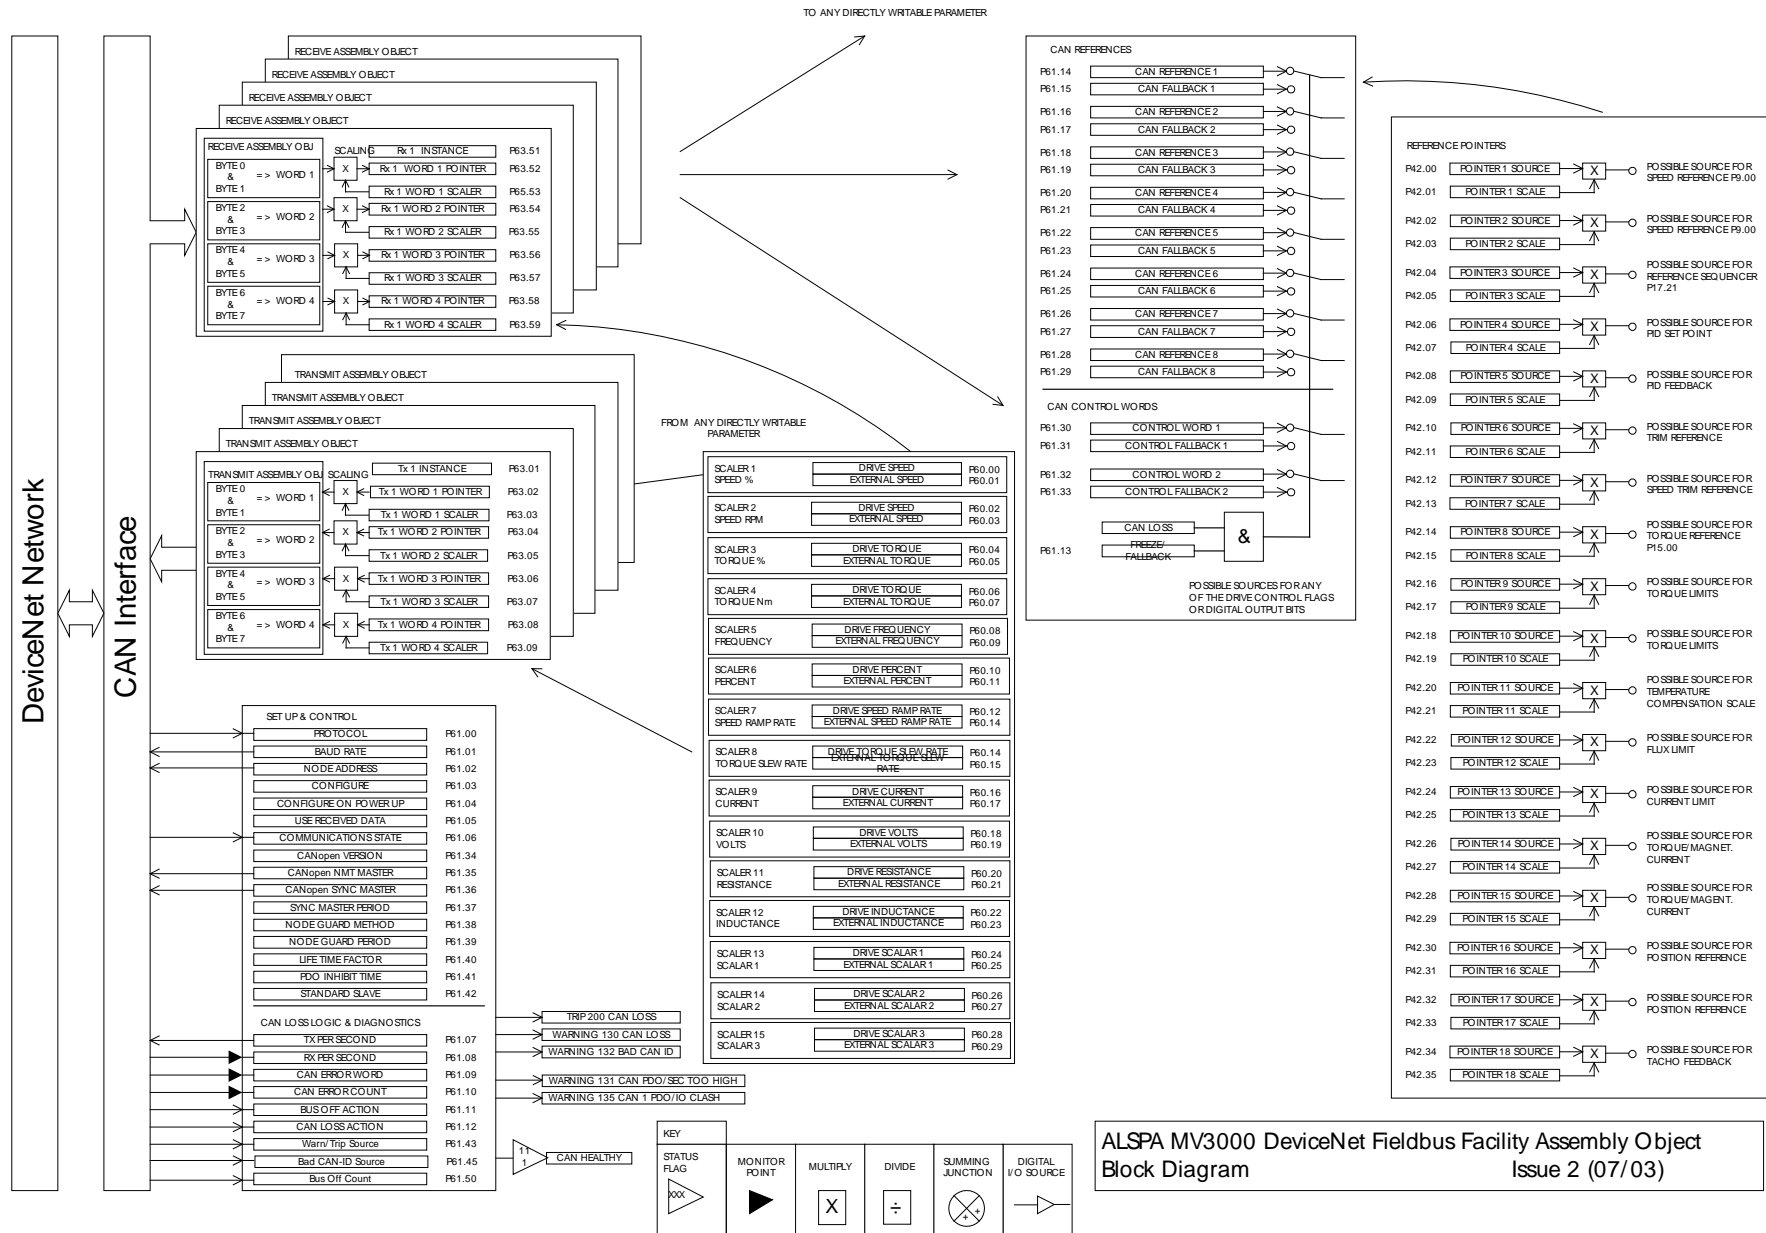 TO ANY DIRECTLY WRITABLE PARAMETER
DeviceNet Network
CAN Interface
RECEIVE ASSEMBLY OBJECT
RECEIVE ASSEMBLY OBJECT
RECEIVE ASSEMBLY OBJECT
RECEIVE ASSEMBLY OBJECT
RECEIVE ASSEMBLY OBJ
SCALING
Rx 1 INSTANCE P63.51
BYTE 0
&
BYTE 1
=> WORD 1
X
Rx 1 WORD 1 POINTER P63.52
Rx 1 WORD 1 SCALER P65.53
BYTE 2
&
BYTE 3
=> WORD 2
X
Rx 1 WORD 2 POINTER P63.54
Rx 1 WORD 2 SCALER P63.55
BYTE 4
&
BYTE 5
=> WORD 3
X
Rx 1 WORD 3 POINTER P63.56
Rx 1 WORD 3 SCALER P63.57
BYTE 6
&
BYTE 7
=> WORD 4
X
Rx 1 WORD 4 POINTER P63.58
Rx 1 WORD 4 SCALER P63.59
TRANSMIT ASSEMBLY OBJECT
TRANSMIT ASSEMBLY OBJECT
TRANSMIT ASSEMBLY OBJECT
TRANSMIT ASSEMBLY OBJECT
TRANSMIT ASSEMBLY OBJ
SCALING
Tx 1 INSTANCE P63.01
BYTE 0
&
BYTE 1
=> WORD 1
X
Tx 1 WORD 1 POINTER P63.02
Tx 1 WORD 1 SCALER P63.03
BYTE 2
&
BYTE 3
=> WORD 2
X
Tx 1 WORD 2 POINTER P63.04
Tx 1 WORD 2 SCALER P63.05
BYTE 4
&
BYTE 5
=> WORD 3
X
Tx 1 WORD 3 POINTER P63.06
Tx 1 WORD 3 SCALER P63.07
BYTE 6
&
BYTE 7
=> WORD 4
X
Tx 1 WORD 4 POINTER P63.08
Tx 1 WORD 4 SCALER P63.09
SET UP & CONTROL
PROTOCOL P61.00
BAUD RATE P61.01
NODE ADDRESS P61.02
CONFIGURE P61.03
CONFIGURE ON POWER UP P61.04
USE RECEIVED DATA P61.05
COMMUNICATIONS STATE P61.06
CANopen VERSION P61.34
CANopen NMT MASTER P61.35
CANopen SYNC MASTER P61.36
SYNC MASTER PERIOD P61.37
NODE GUARD METHOD P61.38
NODE GUARD PERIOD P61.39
LIFE TIME FACTOR P61.40
PDO INHIBIT TIME P61.41
STANDARD SLAVE P61.42
CAN LOSS LOGIC & DIAGNOSTICS
TX PER SECOND P61.07
RX PER SECOND P61.08
CAN ERROR WORD P61.09
CAN ERROR COUNT P61.10
BUS OFF ACTION P61.11
CAN LOSS ACTION P61.12
Warn/Trip Source P61.43
Bad CAN-ID Source P61.45
Bus Off Count P61.50
TRIP 200 CAN LOSS
WARNING 130 CAN LOSS
WARNING 132 BAD CAN ID
WARNING 131 CAN PDO/SEC TOO HIGH
WARNING 135 CAN 1 PDO/IO CLASH
11
1
CAN HEALTHY
FROM ANY DIRECTLY WRITABLE
PARAMETER
SCALER 1
SPEED %
DRIVE SPEED P60.00
EXTERNAL SPEED P60.01
SCALER 2
SPEED RPM
DRIVE SPEED P60.02
EXTERNAL SPEED P60.03
SCALER 3
TORQUE %
DRIVE TORQUE P60.04
EXTERNAL TORQUE P60.05
SCALER 4
TORQUE Nm
DRIVE TORQUE P60.06
EXTERNAL TORQUE P60.07
SCALER 5
FREQUENCY
DRIVE FREQUENCY P60.08
EXTERNAL FREQUENCY P60.09
SCALER 6
PERCENT
DRIVE PERCENT P60.10
EXTERNAL PERCENT P60.11
SCALER 7
SPEED RAMP RATE
DRIVE SPEED RAMP RATE P60.12
EXTERNAL SPEED RAMP RATE P60.14
SCALER 8
TORQUE SLEW RATE
DRIVE TORQUE SLEW RATE P60.14
EXTERNAL TORQUE SLEW
RATE P60.15
SCALER 9
CURRENT
DRIVE CURRENT P60.16
EXTERNAL CURRENT P60.17
SCALER 10
VOLTS
DRIVE VOLTS P60.18
EXTERNAL VOLTS P60.19
SCALER 11
RESISTANCE
DRIVE RESISTANCE P60.20
EXTERNAL RESISTANCE P60.21
SCALER 12
INDUCTANCE
DRIVE INDUCTANCE P60.22
EXTERNAL INDUCTANCE P60.23
SCALER 13
SCALAR 1
DRIVE SCALAR 1 P60.24
EXTERNAL SCALAR 1 P60.25
SCALER 14
SCALAR 2
DRIVE SCALAR 2 P60.26
EXTERNAL SCALAR 2 P60.27
SCALER 15
SCALAR 3
DRIVE SCALAR 3 P60.28
EXTERNAL SCALAR 3 P60.29
CAN REFERENCES
P61.14 CAN REFERENCE 1
P61.15 CAN FALLBACK 1
P61.16 CAN REFERENCE 2
P61.17 CAN FALLBACK 2
P61.18 CAN REFERENCE 3
P61.19 CAN FALLBACK 3
P61.20 CAN REFERENCE 4
P61.21 CAN FALLBACK 4
P61.22 CAN REFERENCE 5
P61.23 CAN FALLBACK 5
P61.24 CAN REFERENCE 6
P61.25 CAN FALLBACK 6
P61.26 CAN REFERENCE 7
P61.27 CAN FALLBACK 7
P61.28 CAN REFERENCE 8
P61.29 CAN FALLBACK 8
CAN CONTROL WORDS
P61.30 CONTROL WORD 1
P61.31 CONTROL FALLBACK 1
P61.32 CONTROL WORD 2
P61.33 CONTROL FALLBACK 2
CAN LOSS
P61.13 FREEZE/
FALLBACK
&
POSSIBLE SOURCES FOR ANY
OF THE DRIVE CONTROL FLAGS
OR DIGITAL OUTPUT BITS
REFERENCE POINTERS
P42.00 POINTER 1 SOURCE X
P42.01 POINTER 1 SCALE
POSSIBLE SOURCE FOR
SPEED REFERENCE P9.00
P42.02 POINTER 2 SOURCE X
P42.03 POINTER 2 SCALE
POSSIBLE SOURCE FOR
SPEED REFERENCE P9.00
P42.04 POINTER 3 SOURCE X
P42.05 POINTER 3 SCALE
POSSIBLE SOURCE FOR
REFERENCE SEQUENCER
P17.21
P42.06 POINTER 4 SOURCE X
P42.07 POINTER 4 SCALE
POSSIBLE SOURCE FOR
PID SET POINT
P42.08 POINTER 5 SOURCE X
P42.09 POINTER 5 SCALE
POSSIBLE SOURCE FOR
PID FEEDBACK
P42.10 POINTER 6 SOURCE X
P42.11 POINTER 6 SCALE
POSSIBLE SOURCE FOR
TRIM REFERENCE
P42.12 POINTER 7 SOURCE X
P42.13 POINTER 7 SCALE
POSSIBLE SOURCE FOR
SPEED TRIM REFERENCE
P42.14 POINTER 8 SOURCE X
P42.15 POINTER 8 SCALE
POSSIBLE SOURCE FOR
TORQUE REFERENCE
P15.00
P42.16 POINTER 9 SOURCE X
P42.17 POINTER 9 SCALE
POSSIBLE SOURCE FOR
TORQUE LIMITS
P42.18 POINTER 10 SOURCE X
P42.19 POINTER 10 SCALE
POSSIBLE SOURCE FOR
TORQUE LIMITS
P42.20 POINTER 11 SOURCE X
P42.21 POINTER 11 SCALE
POSSIBLE SOURCE FOR
TEMPERATURE
COMPENSATION SCALE
P42.22 POINTER 12 SOURCE X
P42.23 POINTER 12 SCALE
POSSIBLE SOURCE FOR
FLUX LIMIT
P42.24 POINTER 13 SOURCE X
P42.25 POINTER 13 SCALE
POSSIBLE SOURCE FOR
CURRENT LIMIT
P42.26 POINTER 14 SOURCE X
P42.27 POINTER 14 SCALE
POSSIBLE SOURCE FOR
TORQUE/MAGNET.
CURRENT
P42.28 POINTER 15 SOURCE X
P42.29 POINTER 15 SCALE
POSSIBLE SOURCE FOR
TORQUE/MAGENT.
CURRENT
P42.30 POINTER 16 SOURCE X
P42.31 POINTER 16 SCALE
POSSIBLE SOURCE FOR
POSITION REFERENCE
P42.32 POINTER 17 SOURCE X
P42.33 POINTER 17 SCALE
POSSIBLE SOURCE FOR
POSITION REFERENCE
P42.34 POINTER 18 SOURCE X
P42.35 POINTER 18 SCALE
POSSIBLE SOURCE FOR
TACHO FEEDBACK
KEY
STATUS
FLAG
XXX
MONITOR
POINT
MULTIPLY
X
DIVIDE
÷
SUMMING
JUNCTION
+
+
DIGITAL
I/O SOURCE
ALSPA MV3000 DeviceNet Fieldbus Facility Assembly Object
Block Diagram Issue 2 (07/03)